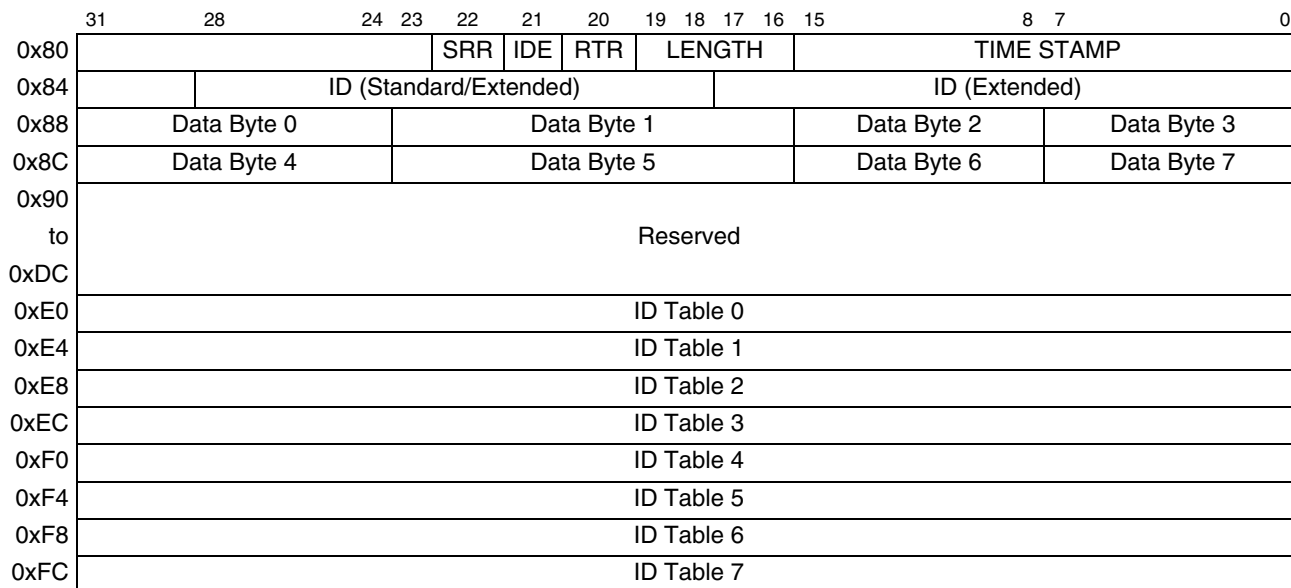 31 28 24 23 22 21 20 19 18 17 16 15 8 7 0
0x80 SRR IDE RTR LENGTH TIME STAMP
0x84 ID (Standard/Extended) ID (Extended)
0x88 Data Byte 0 Data Byte 1 Data Byte 2 Data Byte 3
0x8C Data Byte 4 Data Byte 5 Data Byte 6 Data Byte 7
0x90
to Reserved
0xDC
0xE0 ID Table 0
0xE4 ID Table 1
0xE8 ID Table 2
0xEC ID Table 3
0xF0 ID Table 4
0xF4 ID Table 5
0xF8 ID Table 6
0xFC ID Table 7